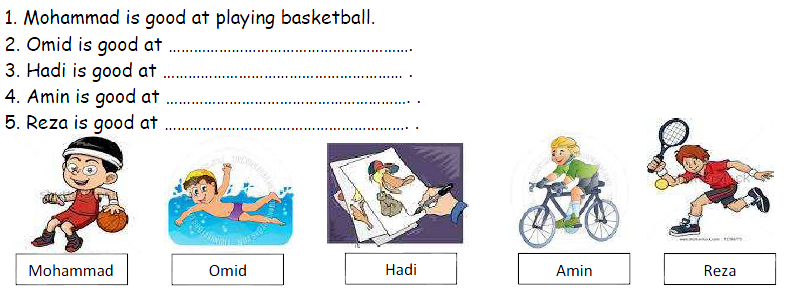 1. Mohammad is good at playing basketball.
2. Omid is good at ……………………………………………….
3. Hadi is good at ……………………………………………… .
4. Amin is good at ………………………………………………. .
5. Reza is good at ………………………………………………. .
Mohammad
Omid
Hadi
Amin
Reza